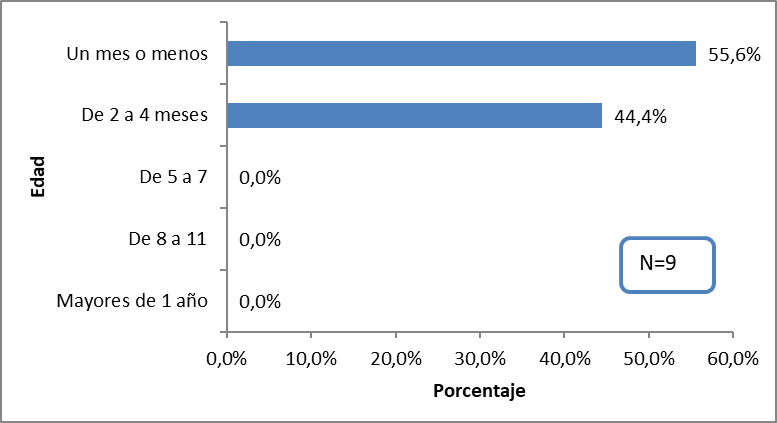 Edad
Un mes o menos 55,6%
De 2 a 4 meses 44,4%
De 5 a 7 0,0%
De 8 a 11 0,0%
Mayores de 1 año 0,0%
N=9
0,0% 10,0% 20,0% 30,0% 40,0% 50,0% 60,0%
Porcentaje